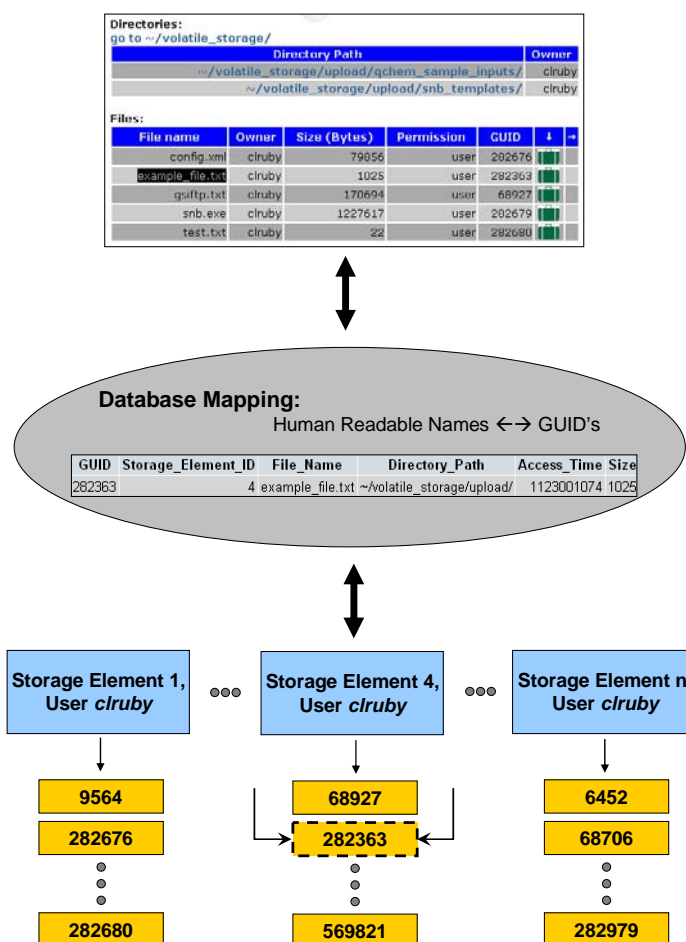 Directories:
go to ~/volatile_storage/
Directory Path Owner
~/volatile_storage/upload/qchem_sample_inputs/ clruby
~/volatile_storage/upload/snb_templates/ clruby
Files:
File name Owner Size (Bytes) Permission GUID ↓ →
config.xml clruby 79856 user 282676
example_file.txt clruby 1025 user 282363
gsiftp.txt clruby 170694 user 68927
snb.exe clruby 1227617 user 282679
test.txt clruby 22 user 282680
Database Mapping:
Human Readable Names ←→ GUID's
GUID Storage_Element_ID File_Name Directory_Path Access_Time Size
282363 4 example_file.txt ~/volatile_storage/upload/ 1123001074 1025
Storage Element 1,
User clruby
Storage Element 4,
User clruby
Storage Element n
User clruby
9564 68927 6452
282676 282363 68706
282680 569821 282979